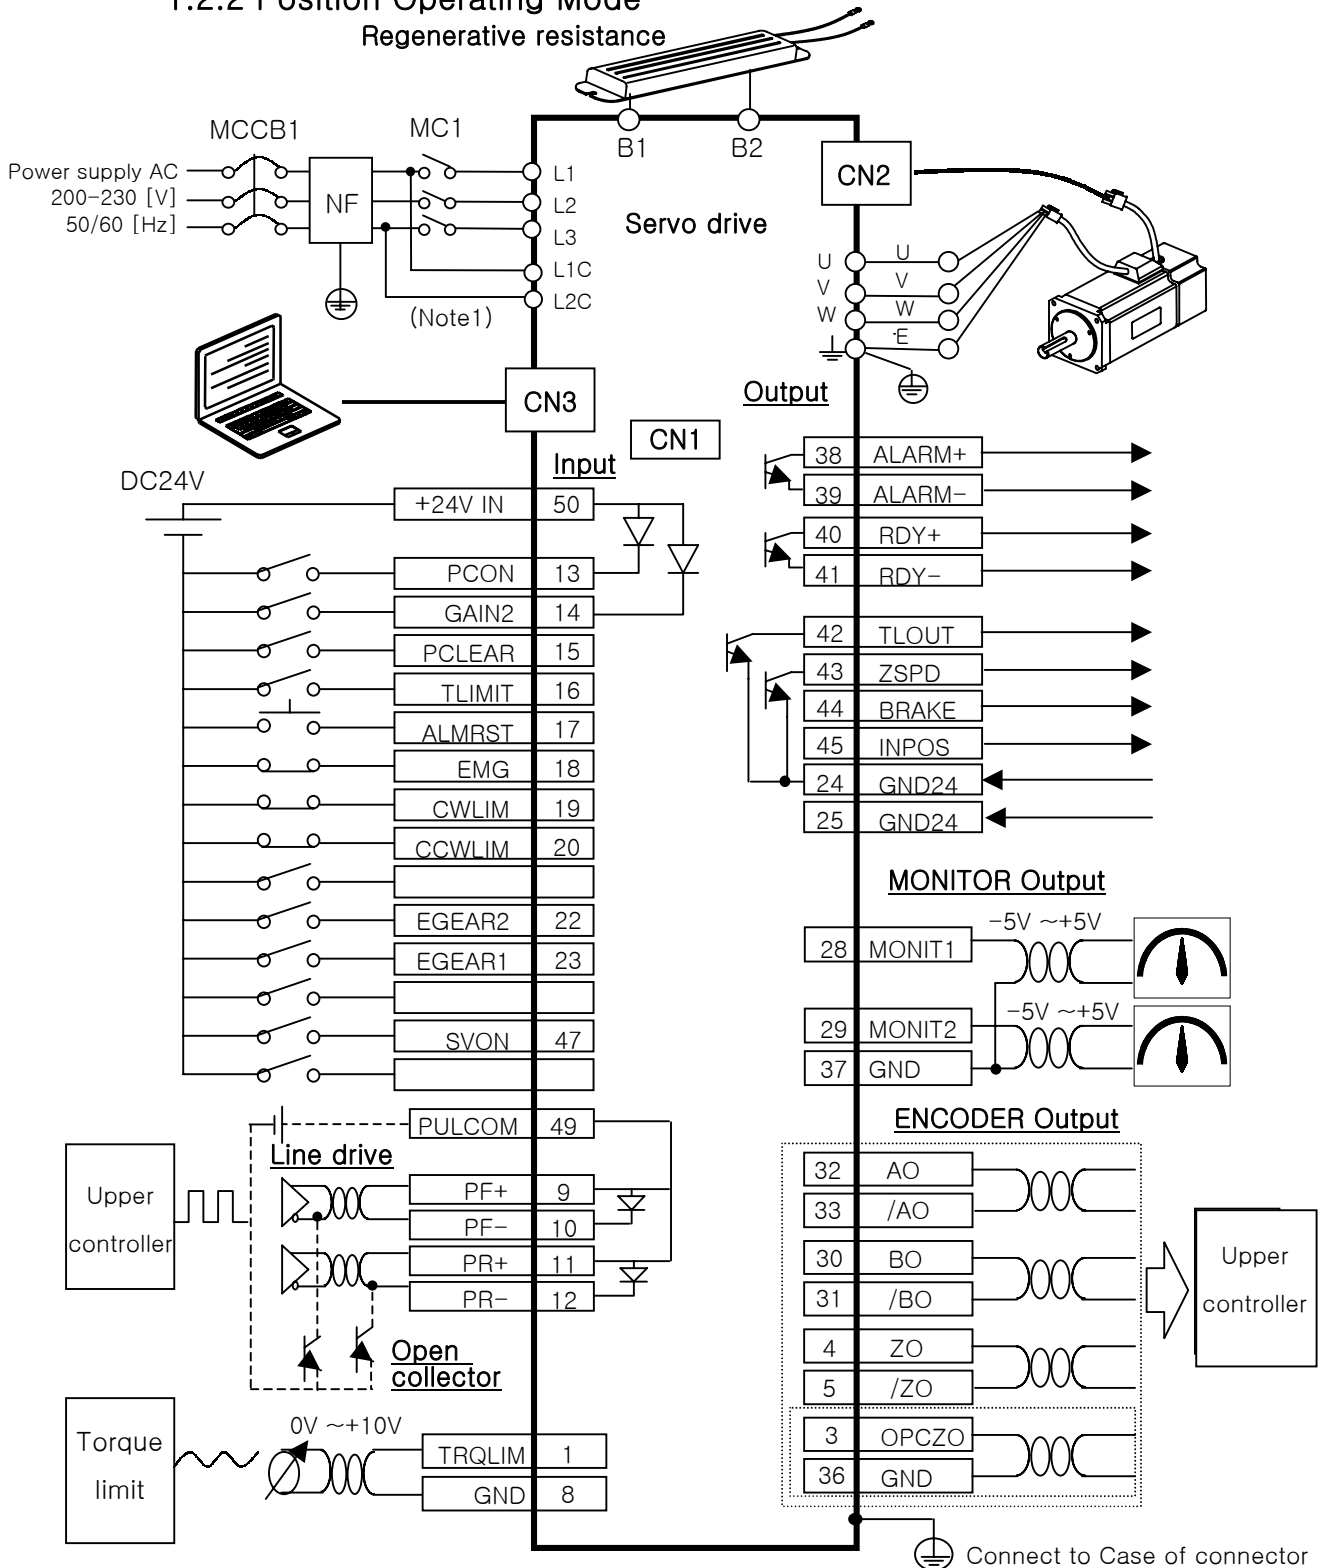 1.2.2 Position Operating Mode
Regenerative resistance
MCCB1
MC1
B1
B2
CN2
Power supply AC
200-230 [V]
50/60 [Hz]
NF
L1
L2
L3
L1C
L2C
(Note1)
Servo drive
U
V
W
U
V
W
E
CN3
CN1
Output
Input
DC24V
+24V IN 50
PCON 13
GAIN2 14
PCLEAR 15
TLIMIT 16
ALMRST 17
EMG 18
CWLIM 19
CCWLIM 20
EGEAR2 22
EGEAR1 23
SVON 47
38 ALARM+
39 ALARM-
40 RDY+
41 RDY-
42 TLOUT
43 ZSPD
44 BRAKE
45 INPOS
24 GND24
25 GND24
MONITOR Output
-5V ~+5V
28 MONIT1
-5V ~+5V
29 MONIT2
37 GND
PULCOM 49
Line drive
Upper
controller
PF+ 9
PF- 10
PR+ 11
PR- 12
Open
collector
ENCODER Output
32 AO
33 /AO
30 BO
31 /BO
4 ZO
5 /ZO
3 OPCZO
36 GND
Upper
controller
Torque
limit
0V ~+10V
TRQLIM 1
GND 8
Connect to Case of connector